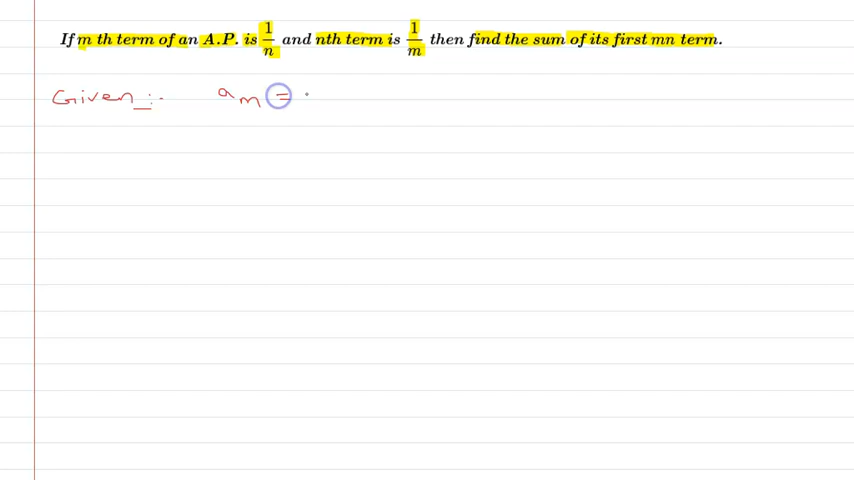 If m th term of an A.P. is 1/n and nth term is 1/m then find the sum of its first mn term.
Given :- a_m =